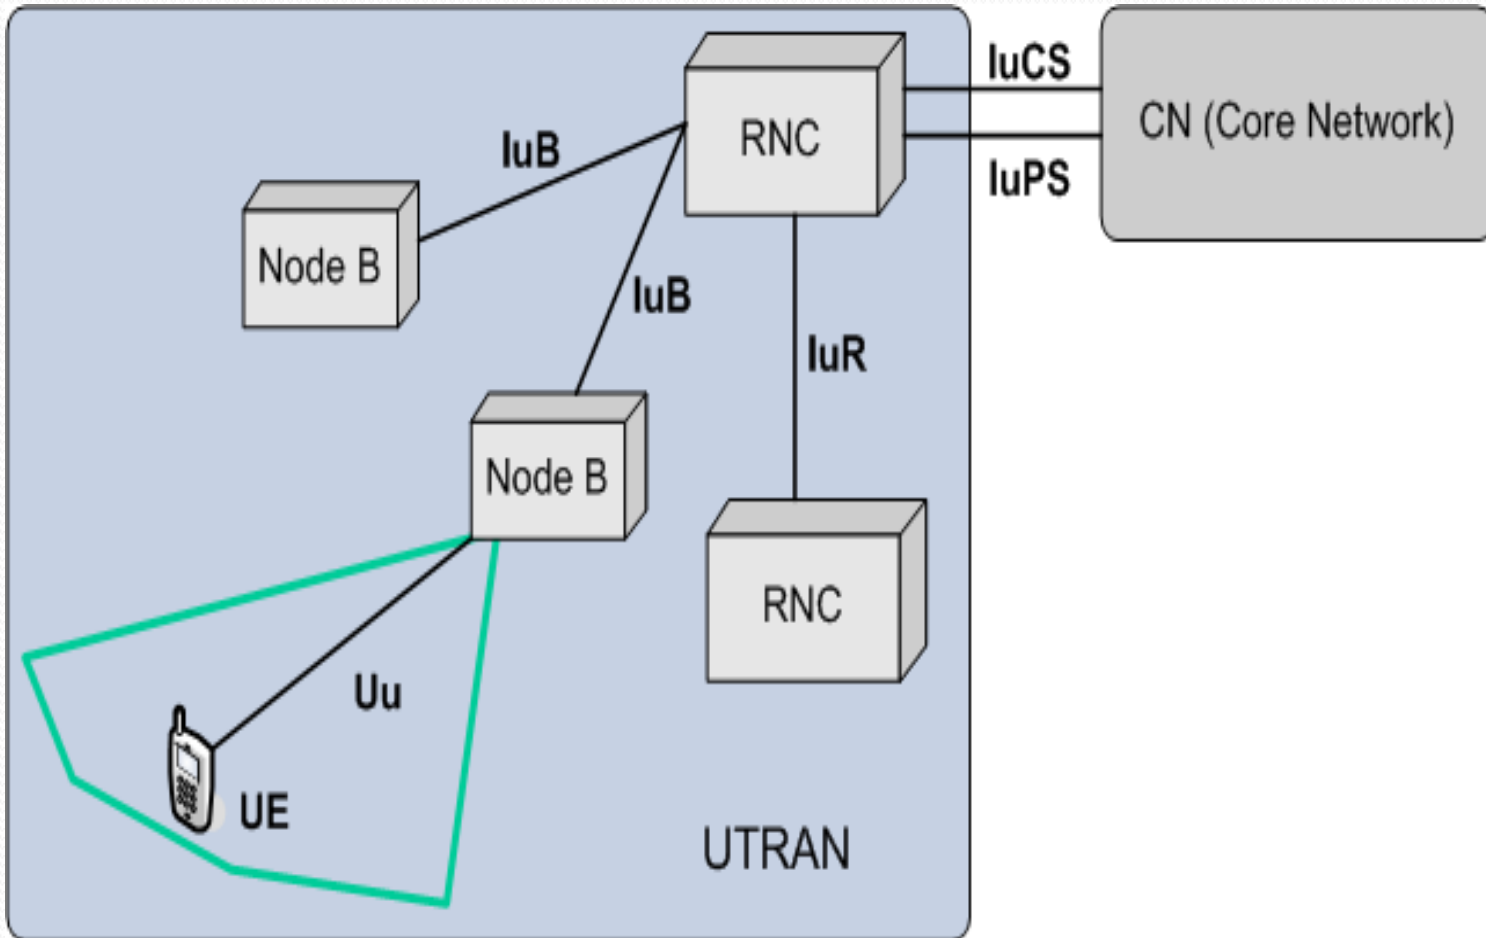 IuCS
RNC
CN (Core Network)
IuB
IuPS
Node B
IuB
IuR
Node B
RNC
Uu
UE
UTRAN